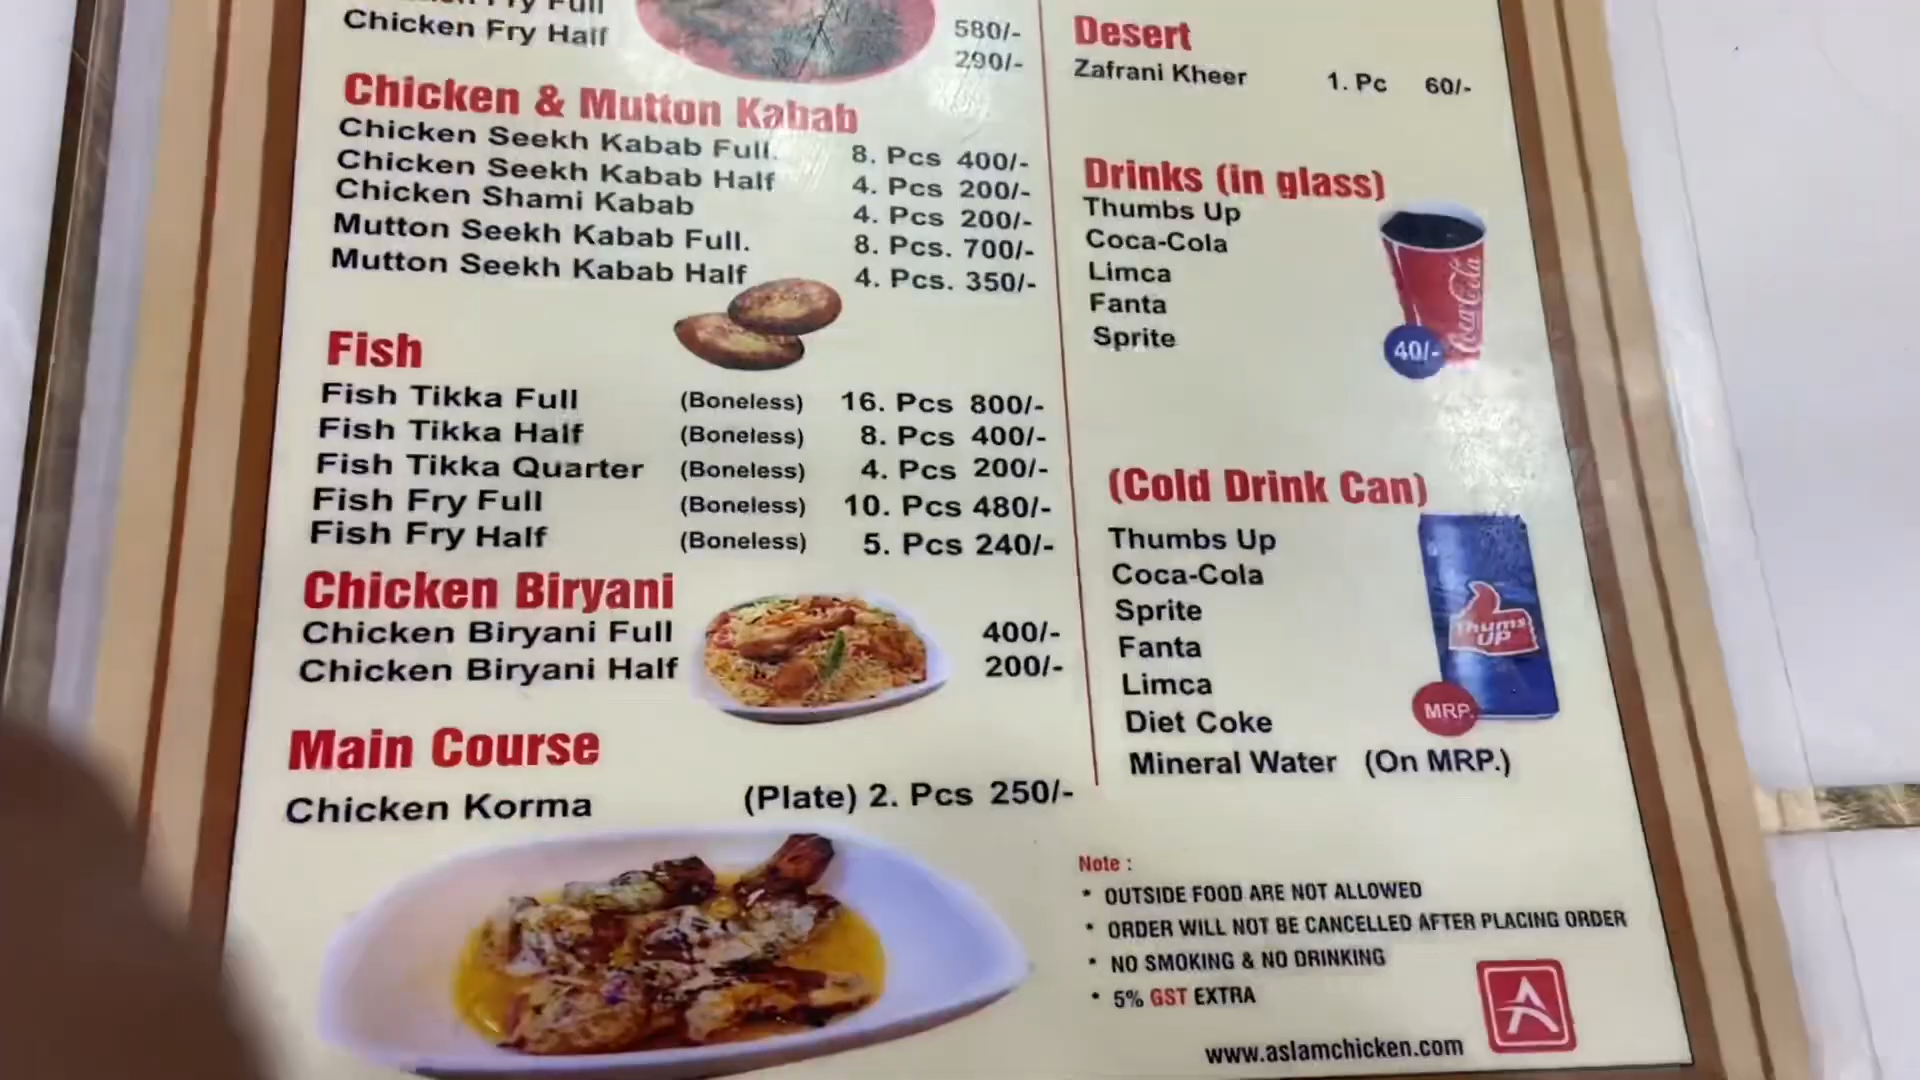 Fry Full
Chicken Fry Half
580/-
290/-
Chicken & Mutton Kabab
Chicken Seekh Kabab Full. 8. Pcs 400/-
Chicken Seekh Kabab Half 4. Pcs 200/-
Chicken Shami Kabab 4. Pcs 200/-
Mutton Seekh Kabab Full. 8. Pcs. 700/-
Mutton Seekh Kabab Half 4. Pcs. 350/-
Fish
Fish Tikka Full (Boneless) 16. Pcs 800/-
Fish Tikka Half (Boneless) 8. Pcs 400/-
Fish Tikka Quarter (Boneless) 4. Pcs 200/-
Fish Fry Full (Boneless) 10. Pcs 480/-
Fish Fry Half (Boneless) 5. Pcs 240/-
Chicken Biryani
Chicken Biryani Full 400/-
Chicken Biryani Half 200/-
Main Course
Chicken Korma (Plate) 2. Pcs 250/-
Desert
Zafrani Kheer 1. Pc 60/-
Drinks (in glass)
Thumbs Up
Coca-Cola
Limca
Fanta
Sprite
Coca-Cola
40/-
(Cold Drink Can)
Thumbs Up
Coca-Cola
Sprite
Fanta
Limca
Diet Coke
Mineral Water (On MRP.)
Thums
UP
MRP.
Note :
* OUTSIDE FOOD ARE NOT ALLOWED
* ORDER WILL NOT BE CANCELLED AFTER PLACING ORDER
* NO SMOKING & NO DRINKING
* 5% GST EXTRA
www.aslamchicken.com